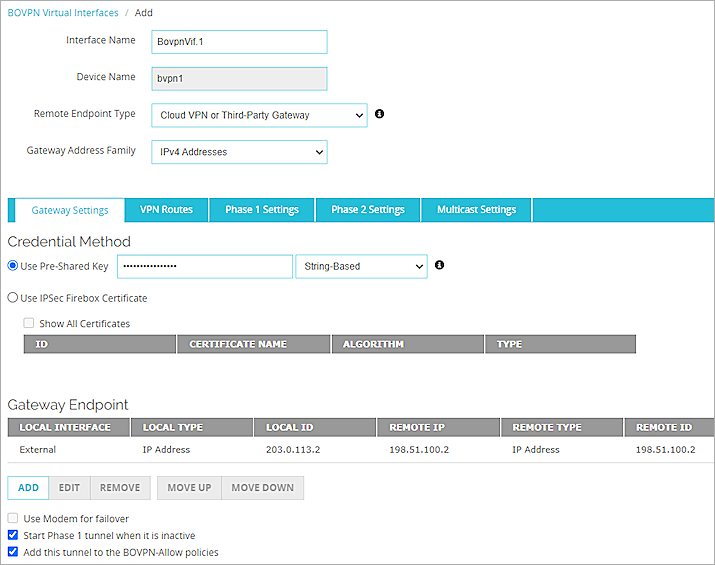 BOVPN Virtual Interfaces / Add
Interface Name BovpnVif.1
Device Name bvpn1
Remote Endpoint Type Cloud VPN or Third-Party Gateway
Gateway Address Family IPv4 Addresses
Gateway Settings VPN Routes Phase 1 Settings Phase 2 Settings Multicast Settings
Credential Method
Use Pre-Shared Key •••••••••••••••• String-Based
Use IPSec Firebox Certificate
Show All Certificates
ID CERTIFICATE NAME ALGORITHM TYPE
Gateway Endpoint
LOCAL INTERFACE LOCAL TYPE LOCAL ID REMOTE IP REMOTE TYPE REMOTE ID
External IP Address 203.0.113.2 198.51.100.2 IP Address 198.51.100.2
ADD EDIT REMOVE MOVE UP MOVE DOWN
Use Modem for failover
Start Phase 1 tunnel when it is inactive
Add this tunnel to the BOVPN-Allow policies